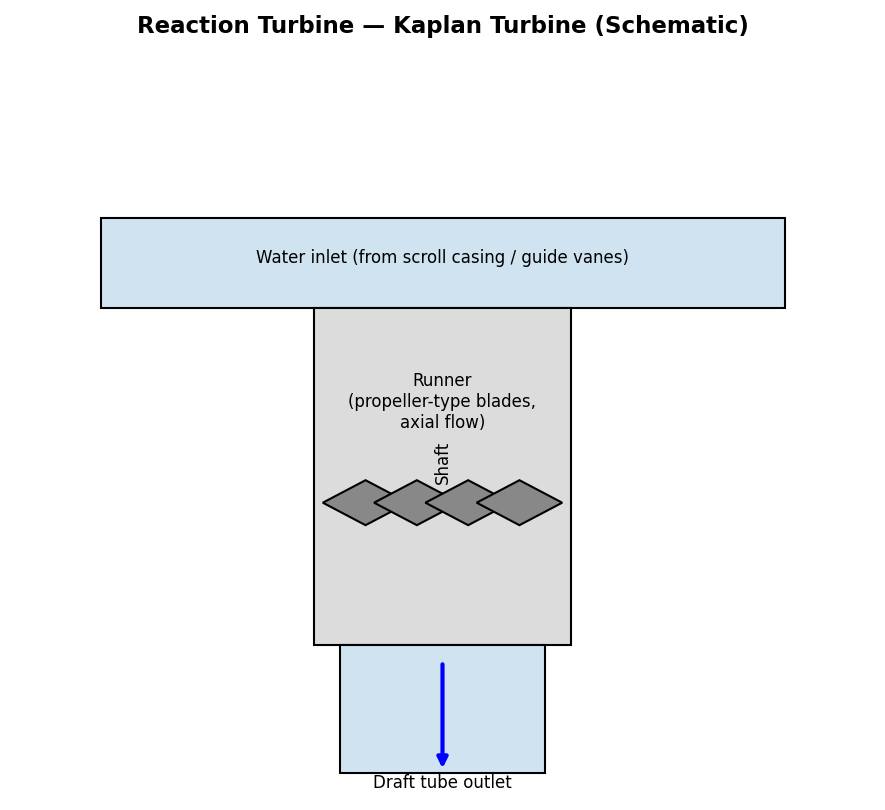 Reaction Turbine — Kaplan Turbine (Schematic)
Water inlet (from scroll casing / guide vanes)
Runner
(propeller-type blades,
axial flow)
Shaft
Draft tube outlet